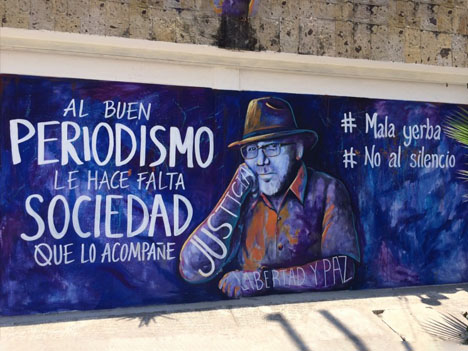 AL BUEN
PERIODISMO
LE HACE FALTA
SOCIEDAD
QUE LO ACOMPAÑE
JUSTICIA
LIBERTAD Y PAZ
# Mala yerba
# No al silencio